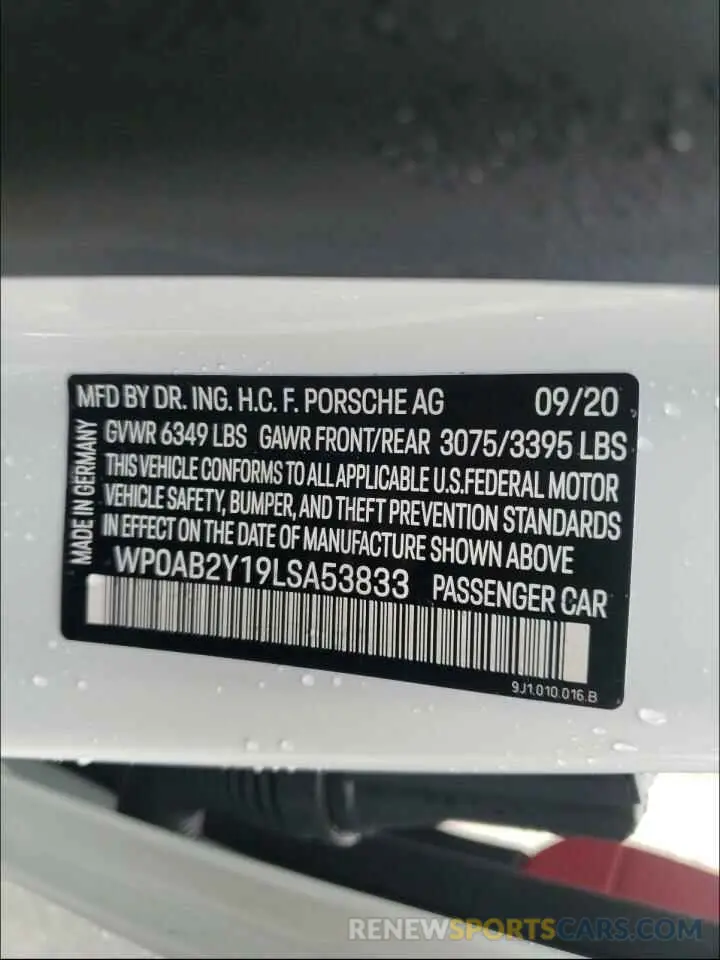 MFD BY DR. ING. H.C. F. PORSCHE AG 09/20
GVWR 6349 LBS GAWR FRONT/REAR 3075/3395 LBS
THIS VEHICLE CONFORMS TO ALL APPLICABLE U.S.FEDERAL MOTOR
VEHICLE SAFETY, BUMPER, AND THEFT PREVENTION STANDARDS
IN EFFECT ON THE DATE OF MANUFACTURE SHOWN ABOVE
WP0AB2Y19LSA53833 PASSENGER CAR
MADE IN GERMANY
9J1.010.016.B
RENEWSPORTSCARS.COM